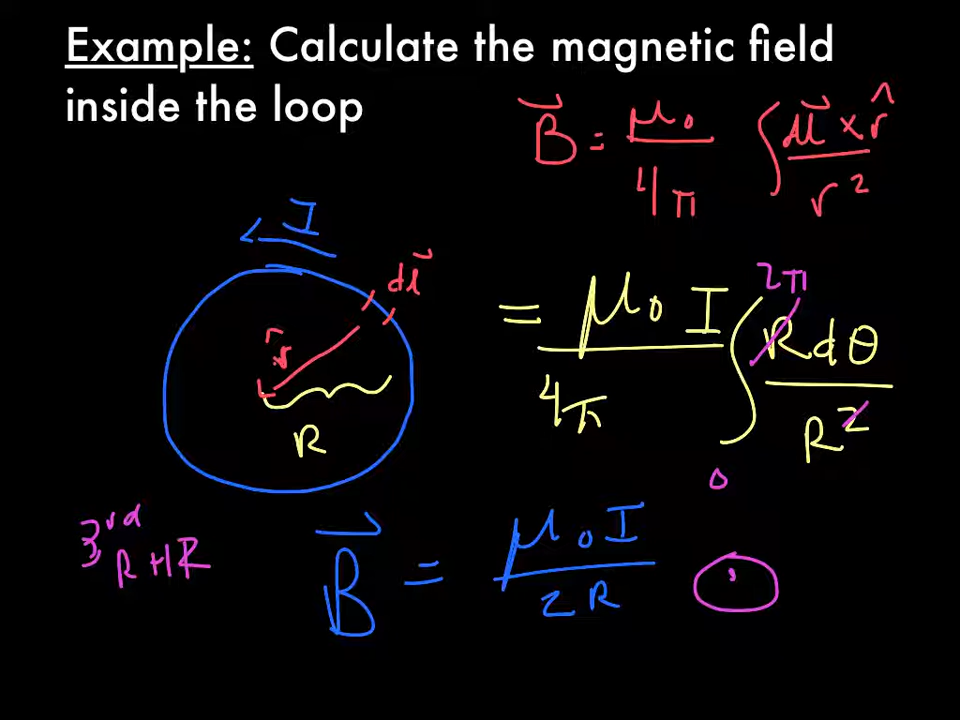 Example: Calculate the magnetic field
inside the loop
B⃗ = μ₀/4π ∫ dl⃗ × r̂ / r²
I
dl⃗
r̂
R
= μ₀ I/4π ∫₀^2π R dθ / R²
3rd
RHR
B⃗ = μ₀ I / 2R ⊙